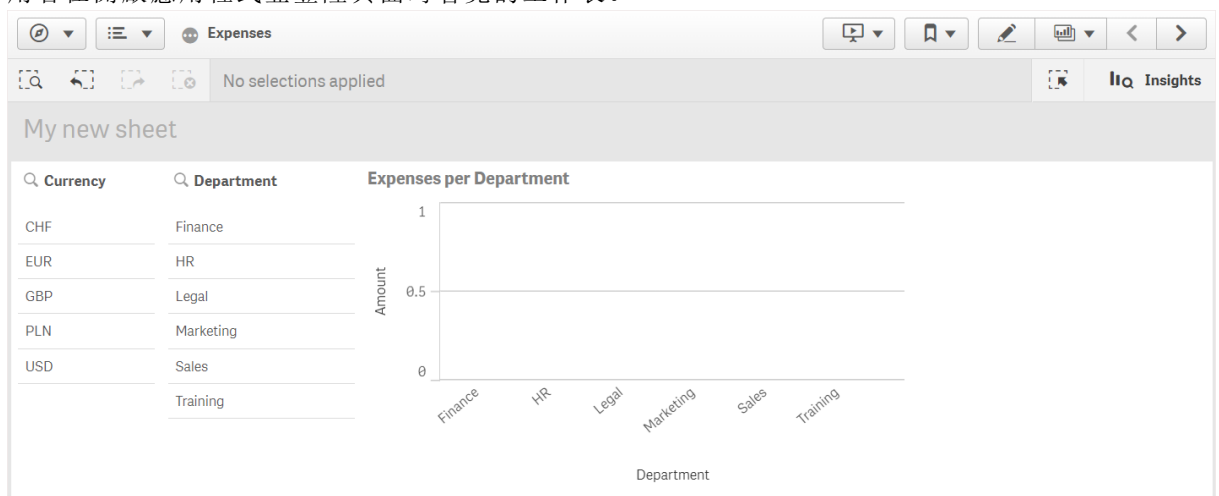 Expenses
No selections applied
Insights
My new sheet
Currency
CHF
EUR
GBP
PLN
USD
Department
Finance
HR
Legal
Marketing
Sales
Training
Expenses per Department
Amount
1
0.5
0
Finance
HR
Legal
Marketing
Sales
Training
Department